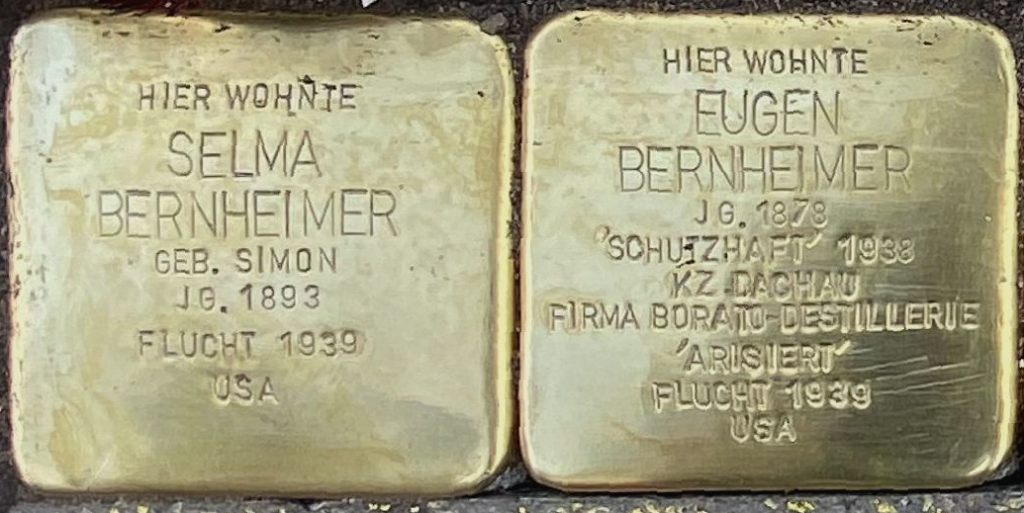 HIER WOHNTE
SELMA
BERNHEIMER
GEB. SIMON
JG. 1893
FLUCHT 1939
USA
HIER WOHNTE
EUGEN
BERNHEIMER
JG. 1878
'SCHUTZHAFT' 1938
KZ DACHAU
FIRMA BORATO-DESTILLERIE
'ARISIERT'
FLUCHT 1939
USA